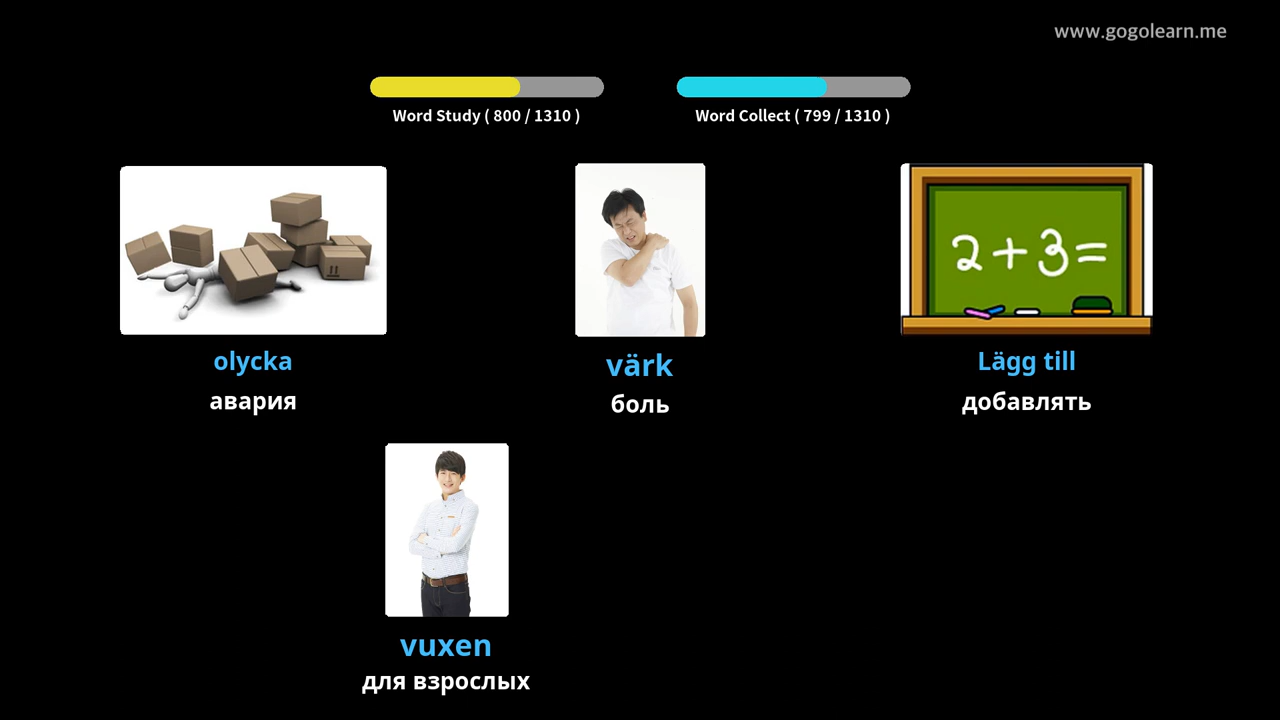 www.gogolearn.me
Word Study ( 800 / 1310 )
Word Collect ( 799 / 1310 )
2+3=
olycka
авария
värk
боль
Lägg till
добавлять
vuxen
для взрослых